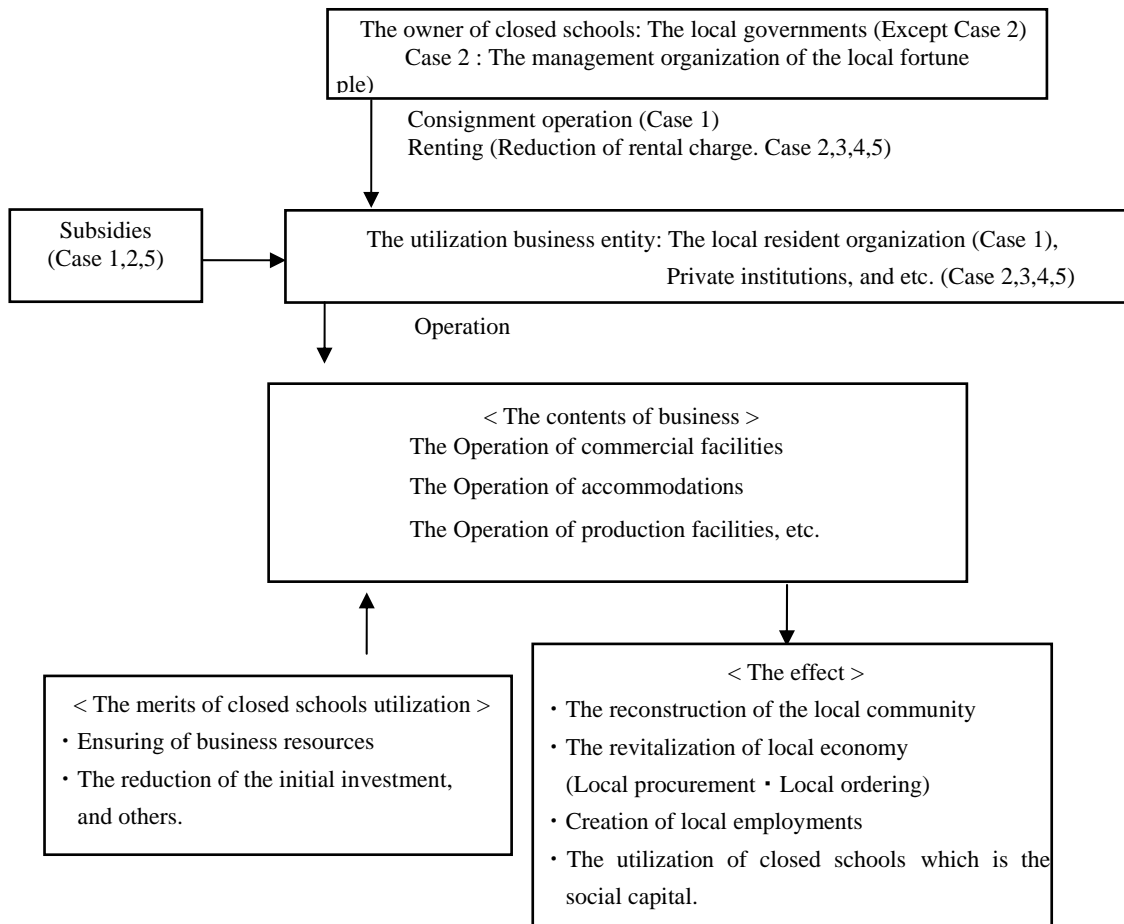 The owner of closed schools: The local governments (Except Case 2)
Case 2 : The management organization of the local fortune
ple)
Consignment operation (Case 1)
Renting (Reduction of rental charge. Case 2,3,4,5)
Subsidies
(Case 1,2,5)
The utilization business entity: The local resident organization (Case 1),
Private institutions, and etc. (Case 2,3,4,5)
Operation
< The contents of business >
The Operation of commercial facilities
The Operation of accommodations
The Operation of production facilities, etc.
< The merits of closed schools utilization >
・Ensuring of business resources
・The reduction of the initial investment,
and others.
< The effect >
・The reconstruction of the local community
・The revitalization of local economy
(Local procurement・Local ordering)
・Creation of local employments
・The utilization of closed schools which is the
social capital.